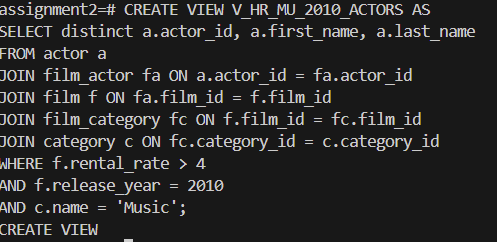 assignment2=# CREATE VIEW V_HR_MU_2010_ACTORS AS
SELECT distinct a.actor_id, a.first_name, a.last_name
FROM actor a
JOIN film_actor fa ON a.actor_id = fa.actor_id
JOIN film f ON fa.film_id = f.film_id
JOIN film_category fc ON f.film_id = fc.film_id
JOIN category c ON fc.category_id = c.category_id
WHERE f.rental_rate > 4
AND f.release_year = 2010
AND c.name = 'Music';
CREATE VIEW